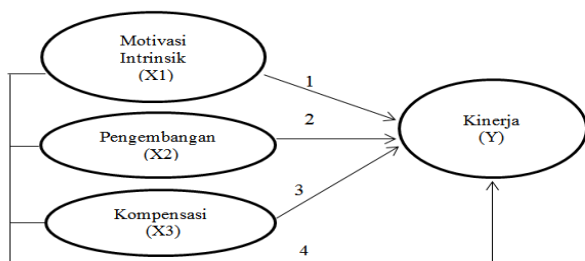 Motivasi
Intrinsik
(X1)
1
2
Pengembangan
(X2)
Kinerja
(Y)
3
Kompensasi
(X3)
4